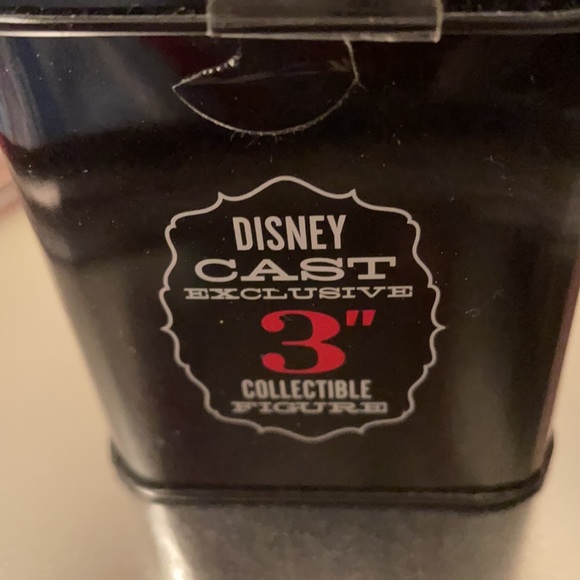 DISNEY
CAST
EXCLUSIVE
3"
COLLECTIBLE
FIGURE